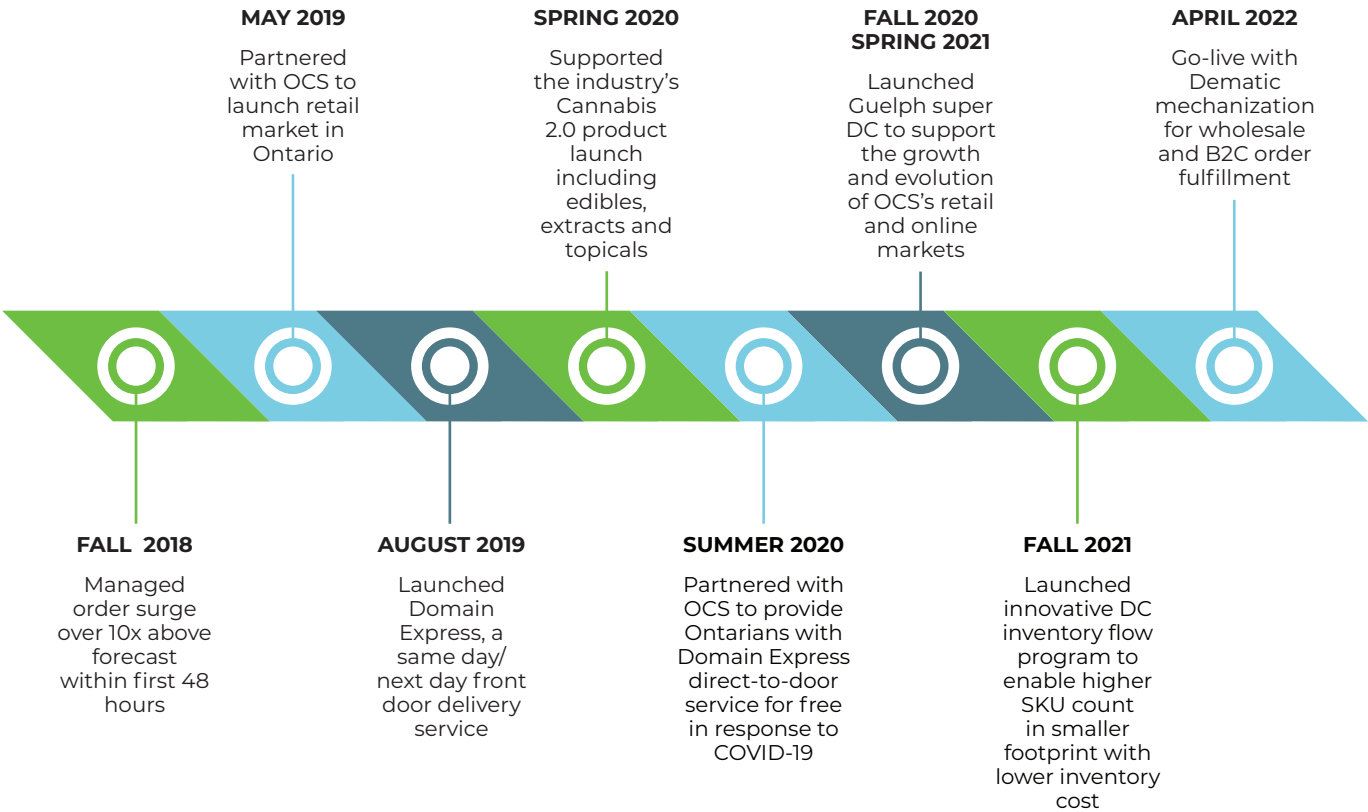 MAY 2019
Partnered
with OCS to
launch retail
market in
Ontario
SPRING 2020
Supported
the industry’s
Cannabis
2.0 product
launch
including
edibles,
extracts and
topicals
FALL 2020
SPRING 2021
Launched
Guelph super
DC to support
the growth
and evolution
of OCS’s retail
and online
markets
APRIL 2022
Go-live with
Dematic
mechanization
for wholesale
and B2C order
fulfillment
FALL 2018
Managed
order surge
over 10x above
forecast
within first 48
hours
AUGUST 2019
Launched
Domain
Express, a
same day/
next day front
door delivery
service
SUMMER 2020
Partnered with
OCS to provide
Ontarians with
Domain Express
direct-to-door
service for free
in response to
COVID-19
FALL 2021
Launched
innovative DC
inventory flow
program to
enable higher
SKU count
in smaller
footprint with
lower inventory
cost